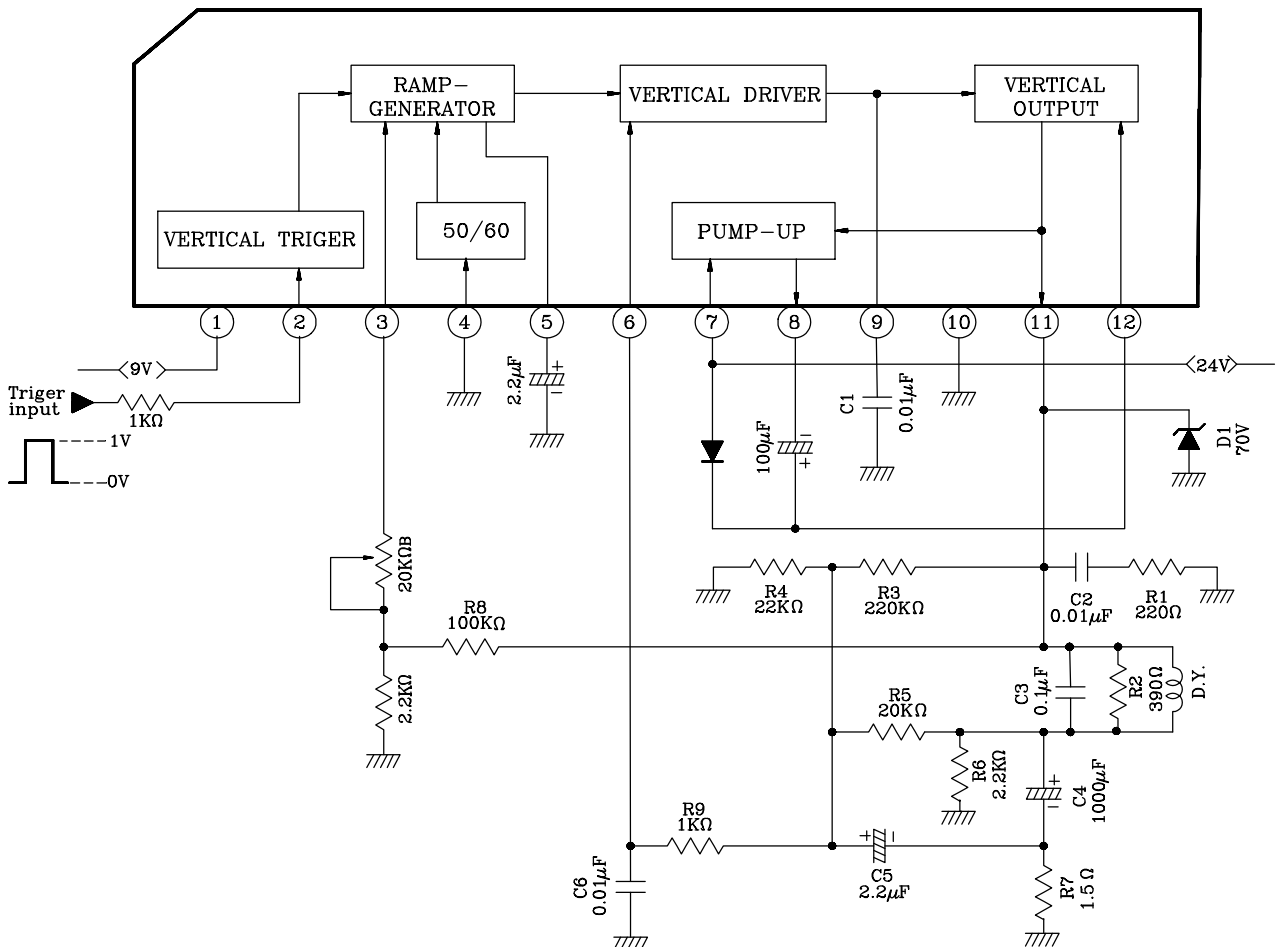 RAMP-
GENERATOR
VERTICAL DRIVER
VERTICAL
OUTPUT
VERTICAL TRIGER
50/60
PUMP-UP
1
2
3
4
5
6
7
8
9
10
11
12
9V
24V
Triger
input
1KΩ
1V
0V
2.2µF
+
-
100µF
-
+
C1
0.01µF
D1
70V
20KΩB
R4
22KΩ
R3
220KΩ
C2
0.01µF
R1
220Ω
R8
100KΩ
2.2KΩ
R5
20KΩ
C3
0.1µF
R2
390Ω
D.Y.
R6
2.2KΩ
+
-
C4
1000µF
R9
1KΩ
+
-
C5
2.2µF
C6
0.01µF
R7
1.5Ω